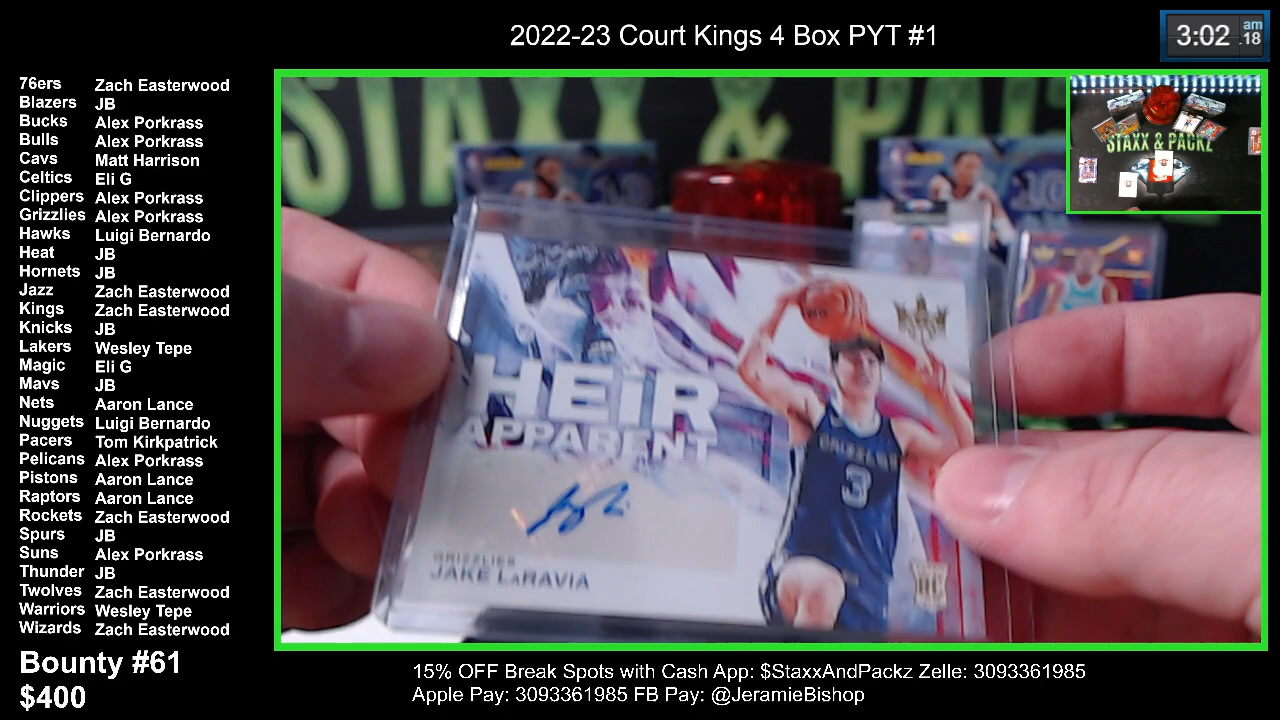 2022-23 Court Kings 4 Box PYT #1
3:02 am .18
76ers Zach Easterwood
Blazers JB
Bucks Alex Porkrass
Bulls Alex Porkrass
Cavs Matt Harrison
Celtics Eli G
Clippers Alex Porkrass
Grizzlies Alex Porkrass
Hawks Luigi Bernardo
Heat JB
Hornets JB
Jazz Zach Easterwood
Kings Zach Easterwood
Knicks JB
Lakers Wesley Tepe
Magic Eli G
Mavs JB
Nets Aaron Lance
Nuggets Luigi Bernardo
Pacers Tom Kirkpatrick
Pelicans Alex Porkrass
Pistons Aaron Lance
Raptors Aaron Lance
Rockets Zach Easterwood
Spurs JB
Suns Alex Porkrass
Thunder JB
Twolves Zach Easterwood
Warriors Wesley Tepe
Wizards Zach Easterwood
Bounty #61
$400
STAXX & PACK
STAXX & PACKZ
HEIR
APPARENT
GRIZZLIES
3
GRIZZLIES
JAKE LaRAVIA
RC
15% OFF Break Spots with Cash App: $StaxxAndPackz Zelle: 3093361985
Apple Pay: 3093361985 FB Pay: @JeramieBishop